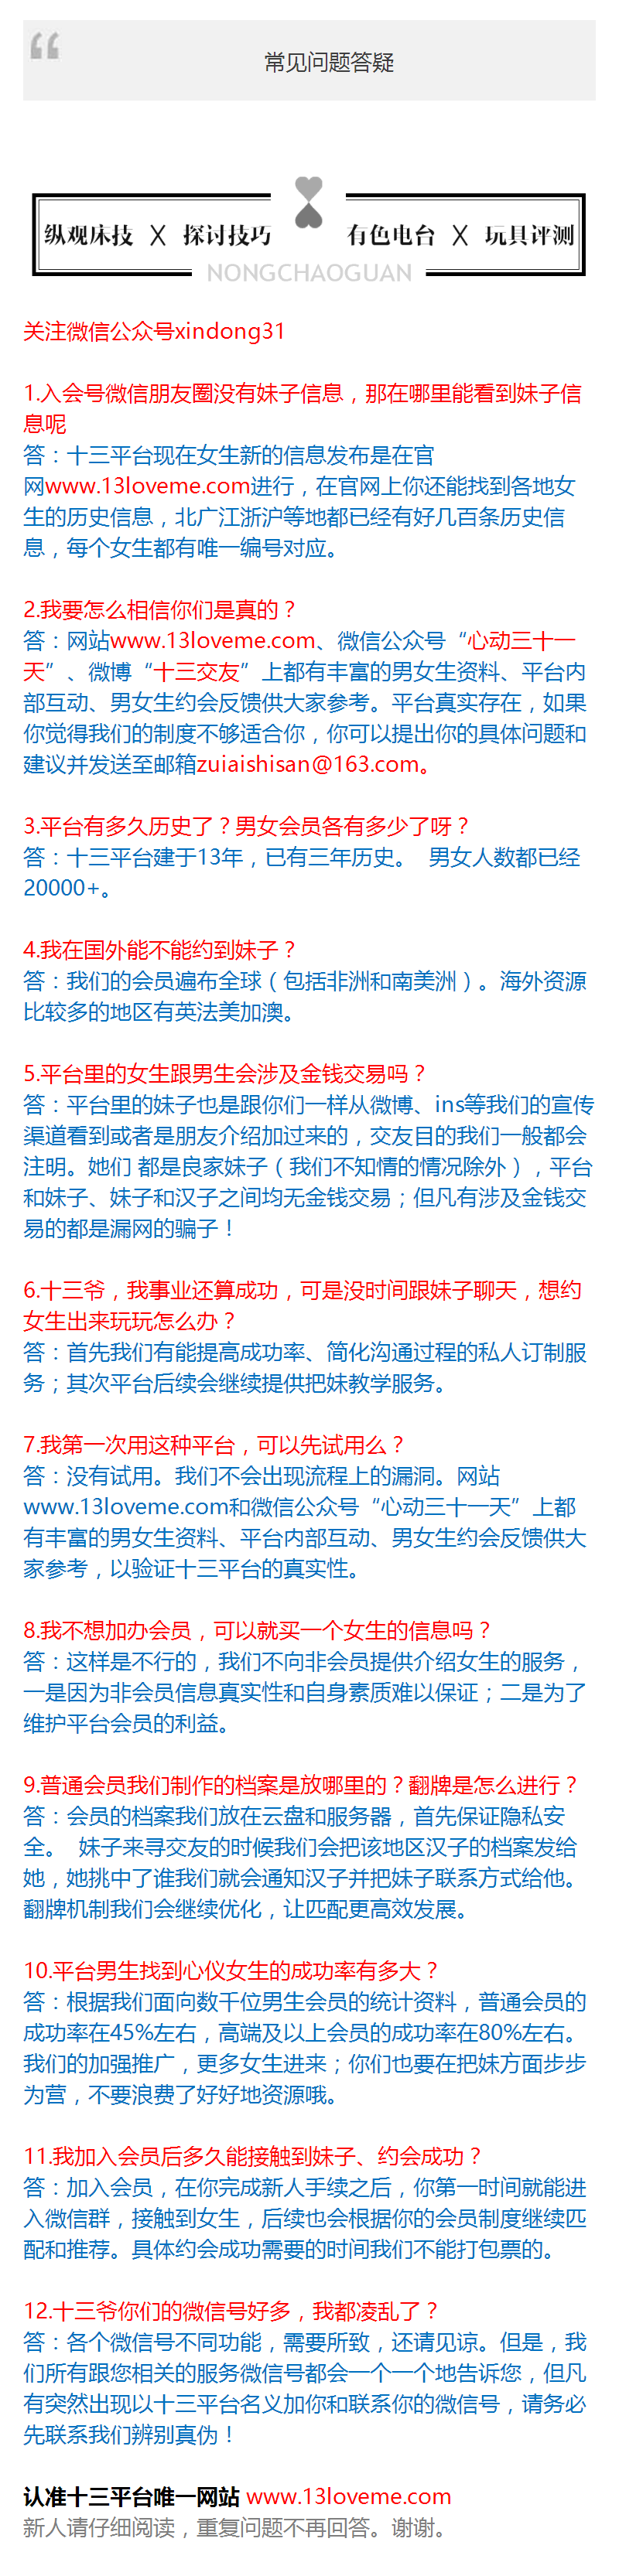 常见问题答疑
纵观床技 X 探讨技巧 有色电台 X 玩具评测
NONGCHAOGUAN
关注微信公众号xindong31
1.入会号微信朋友圈没有妹子信息，那在哪里能看到妹子信
息呢
答：十三平台现在女生新的信息发布是在官
网www.13loveme.com进行，在官网上你还能找到各地女
生的历史信息，北广江浙沪等地都已经有好几百条历史信
息，每个女生都有唯一编号对应。
2.我要怎么相信你们是真的？
答：网站www.13loveme.com、微信公众号“心动三十一
天”、微博“十三交友”上都有丰富的男女生资料、平台内
部互动、男女生约会反馈供大家参考。平台真实存在，如果
你觉得我们的制度不够适合你，你可以提出你的具体问题和
建议并发送至邮箱zuiaishisan@163.com。
3.平台有多久历史了？男女会员各有多少了呀？
答：十三平台建于13年，已有三年历史。 男女人数都已经
20000+。
4.我在国外能不能约到妹子？
答：我们的会员遍布全球（包括非洲和南美洲）。海外资源
比较多的地区有英法美加澳。
5.平台里的女生跟男生会涉及金钱交易吗？
答：平台里的妹子也是跟你们一样从微博、ins等我们的宣传
渠道看到或者是朋友介绍加过来的，交友目的我们一般都会
注明。她们 都是良家妹子（我们不知情的情况除外），平台
和妹子、妹子和汉子之间均无金钱交易；但凡有涉及金钱交
易的都是漏网的骗子！
6.十三爷，我事业还算成功，可是没时间跟妹子聊天，想约
女生出来玩玩怎么办？
答：首先我们有能提高成功率、简化沟通过程的私人订制服
务；其次平台后续会继续提供把妹教学服务。
7.我第一次用这种平台，可以先试用么？
答：没有试用。我们不会出现流程上的漏洞。网站
www.13loveme.com和微信公众号“心动三十一天”上都
有丰富的男女生资料、平台内部互动、男女生约会反馈供大
家参考，以验证十三平台的真实性。
8.我不想加办会员，可以就买一个女生的信息吗？
答：这样是不行的，我们不向非会员提供介绍女生的服务，
一是因为非会员信息真实性和自身素质难以保证；二是为了
维护平台会员的利益。
9.普通会员我们制作的档案是放哪里的？翻牌是怎么进行？
答：会员的档案我们放在云盘和服务器，首先保证隐私安
全。 妹子来寻交友的时候我们会把该地区汉子的档案发给
她，她挑中了谁我们就会通知汉子并把妹子联系方式给他。
翻牌机制我们会继续优化，让匹配更高效发展。
10.平台男生找到心仪女生的成功率有多大？
答：根据我们面向数千位男生会员的统计资料，普通会员的
成功率在45%左右，高端及以上会员的成功率在80%左右。
我们的加强推广，更多女生进来；你们也要在把妹方面步步
为营，不要浪费了好好地资源哦。
11.我加入会员后多久能接触到妹子、约会成功？
答：加入会员，在你完成新人手续之后，你第一时间就能进
入微信群，接触到女生，后续也会根据你的会员制度继续匹
配和推荐。具体约会成功需要的时间我们不能打包票的。
12.十三爷你们的微信号好多，我都凌乱了？
答：各个微信号不同功能，需要所致，还请见谅。但是，我
们所有跟您相关的服务微信号都会一个一个地告诉您，但凡
有突然出现以十三平台名义加你和联系你的微信号，请务必
先联系我们辨别真伪！
认准十三平台唯一网站 www.13loveme.com
新人请仔细阅读，重复问题不再回答。谢谢。